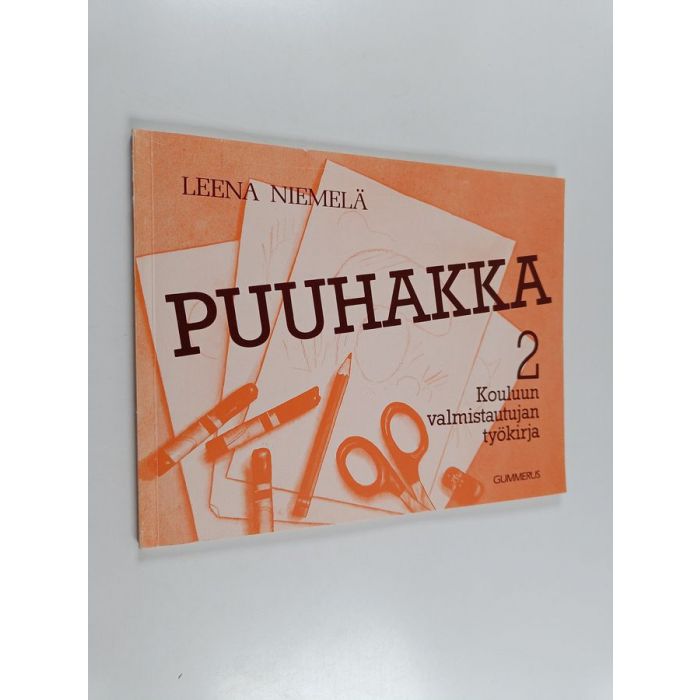 LEENA NIEMELÄ
PUUHAKKA
2
Kouluun
valmistautujan
työkirja
GUMMERUS